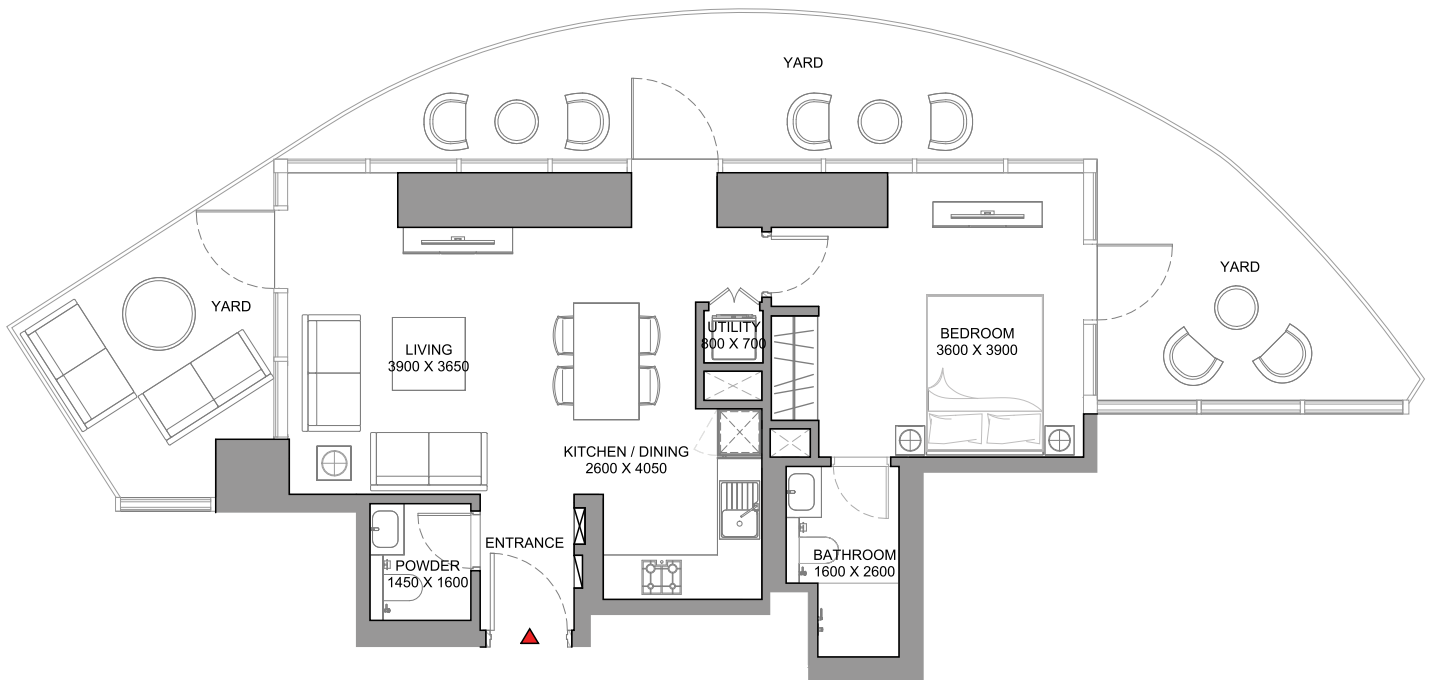 YARD
YARD
YARD
UTILITY
800 X 700
BEDROOM
3600 X 3900
LIVING
3900 X 3650
KITCHEN / DINING
2600 X 4050
ENTRANCE
POWDER
1450 X 1600
BATHROOM
1600 X 2600